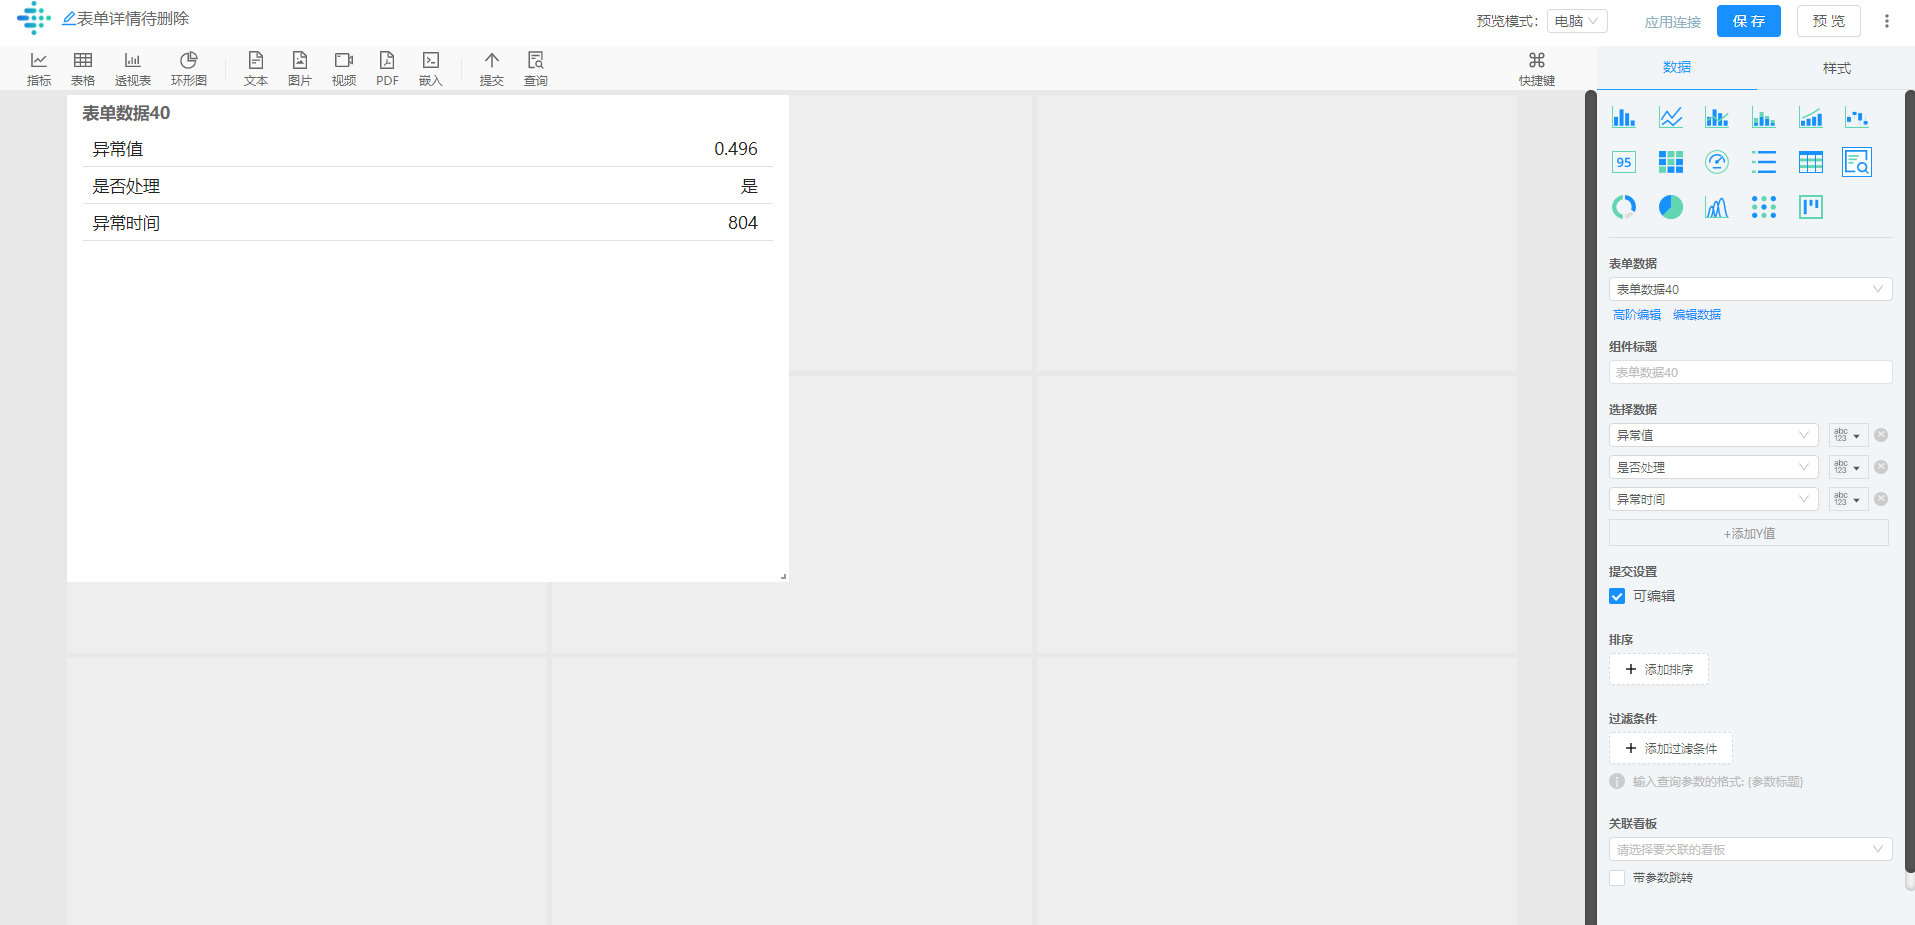 表单详情待删除
预览模式：
电脑
应用连接
保 存
预 览
指标
表格
透视表
环形图
文本
图片
视频
PDF
嵌入
提交
查询
快捷键
数据
样式
表单数据40
异常值
0.496
是否处理
是
异常时间
804
95
表单数据
表单数据40
高阶编辑
编辑数据
组件标题
表单数据40
选择数据
异常值
abc
123
是否处理
abc
123
异常时间
abc
123
+添加Y值
提交设置
可编辑
排序
+ 添加排序
过滤条件
+ 添加过滤条件
输入查询参数的格式: {参数标题}
关联看板
请选择要关联的看板
带参数跳转